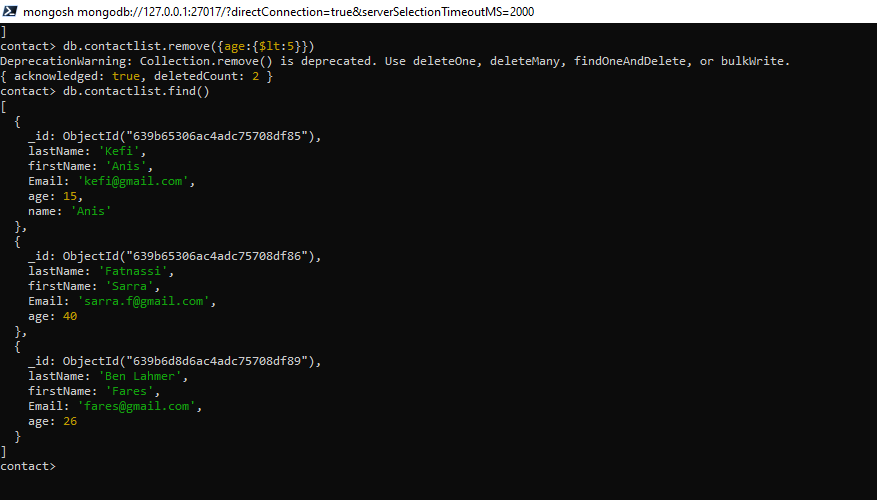 mongosh mongodb://127.0.0.1:27017/?directConnection=true&serverSelectionTimeoutMS=2000
]
contact> db.contactlist.remove({age:{$lt:5}})
DeprecationWarning: Collection.remove() is deprecated. Use deleteOne, deleteMany, findOneAndDelete, or bulkWrite.
{ acknowledged: true, deletedCount: 2 }
contact> db.contactlist.find()
[
  {
    _id: ObjectId("639b65306ac4adc75708df85"),
    lastName: 'Kefi',
    firstName: 'Anis',
    Email: 'kefi@gmail.com',
    age: 15,
    name: 'Anis'
  },
  {
    _id: ObjectId("639b65306ac4adc75708df86"),
    lastName: 'Fatnassi',
    firstName: 'Sarra',
    Email: 'sarra.f@gmail.com',
    age: 40
  },
  {
    _id: ObjectId("639b6d8d6ac4adc75708df89"),
    lastName: 'Ben Lahmer',
    firstName: 'Fares',
    Email: 'fares@gmail.com',
    age: 26
  }
]
contact>